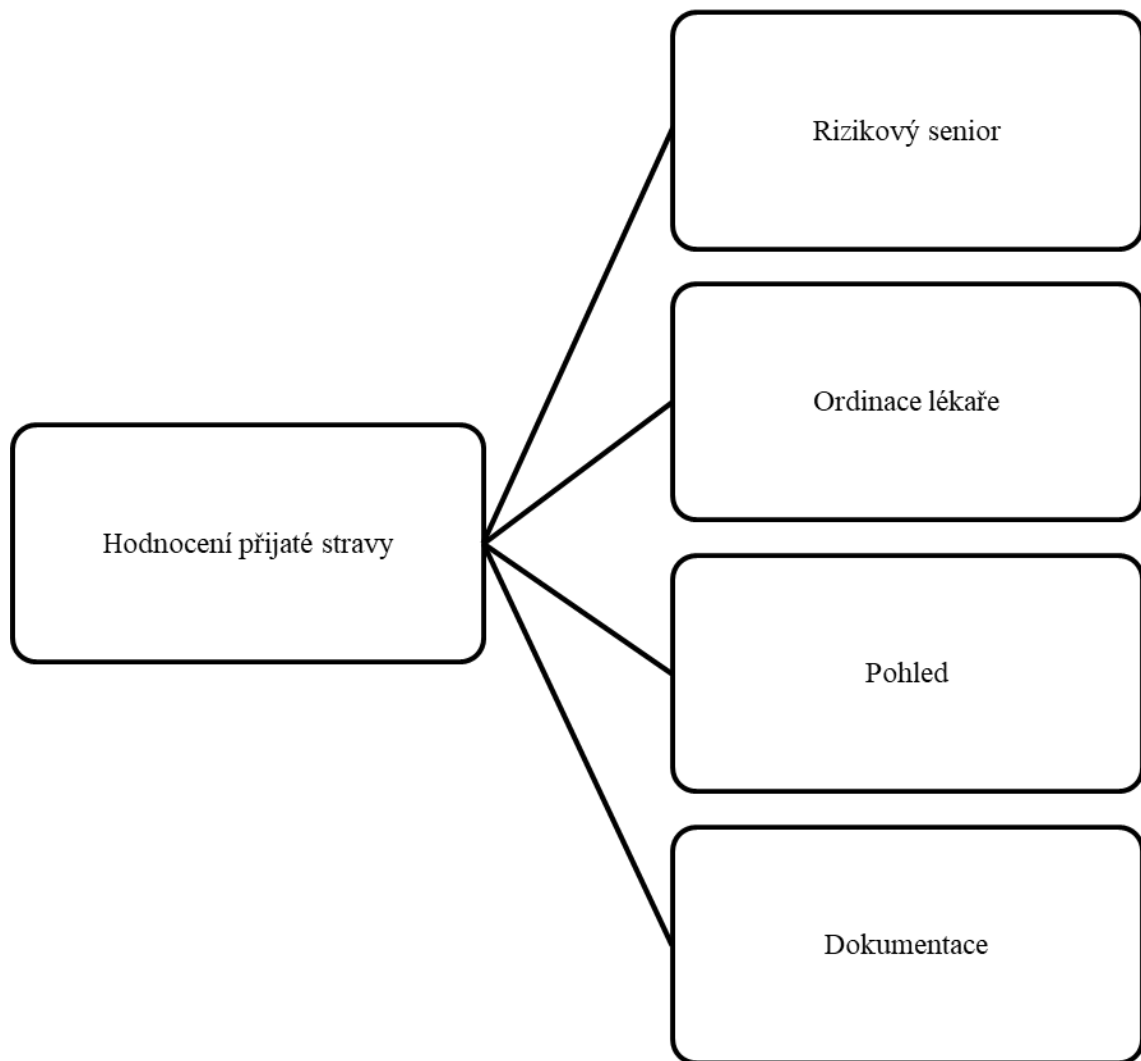 Rizikový senior
Ordinace lékaře
Hodnocení přijaté stravy
Pohled
Dokumentace